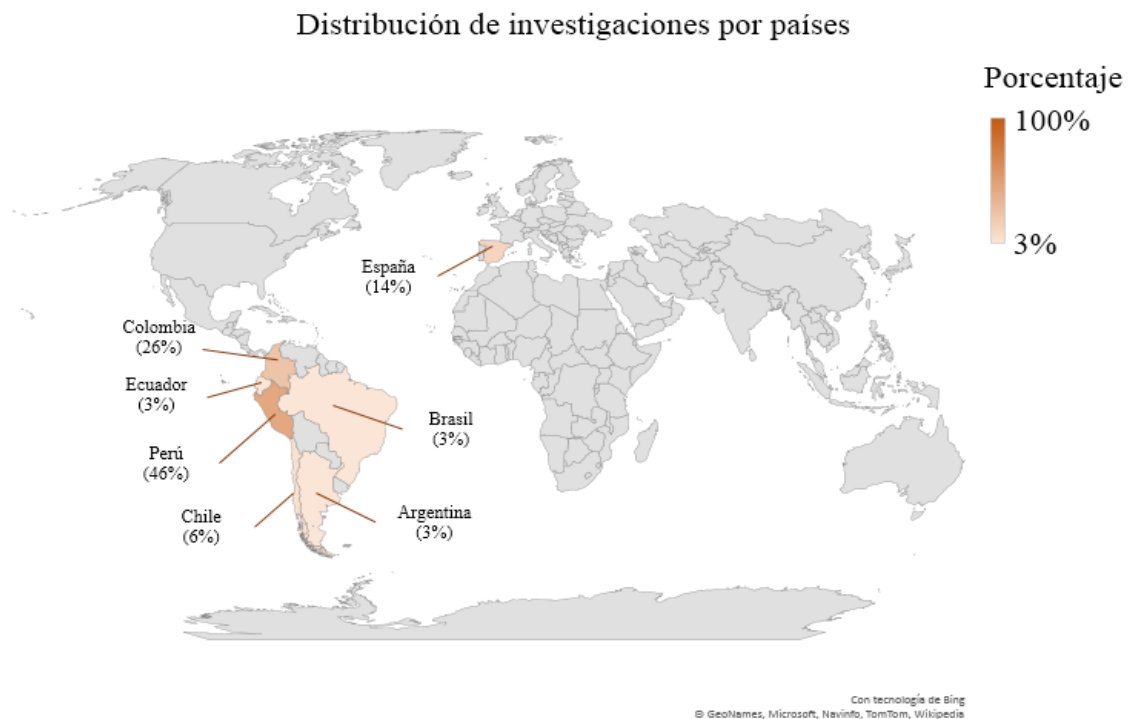 Distribución de investigaciones por países
Porcentaje
100%
3%
España
(14%)
Colombia
(26%)
Ecuador
(3%)
Brasil
(3%)
Perú
(46%)
Chile
(6%)
Argentina
(3%)
Con tecnología de Bing
© GeoNames, Microsoft, Navinfo, TomTom, Wikipedia